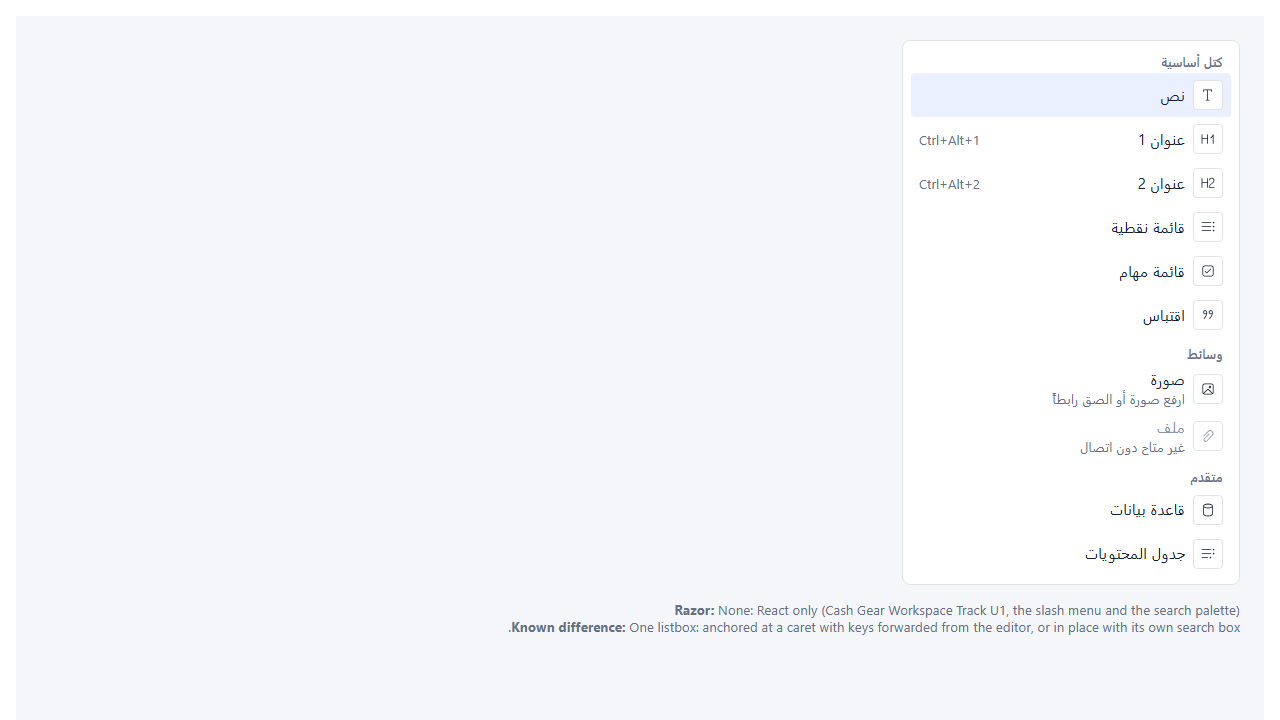 كتل أساسية
نص
عنوان 1 Ctrl+Alt+1
H1
عنوان 2 Ctrl+Alt+2
H2
قائمة نقطية
قائمة مهام
اقتباس
وسائط
صورة
ارفع صورة أو الصق رابطاً
ملف
غير متاح دون اتصال
متقدم
قاعدة بيانات
جدول المحتويات
Razor: None: React only (Cash Gear Workspace Track U1, the slash menu and the search palette)
Known difference: One listbox: anchored at a caret with keys forwarded from the editor, or in place with its own search box.